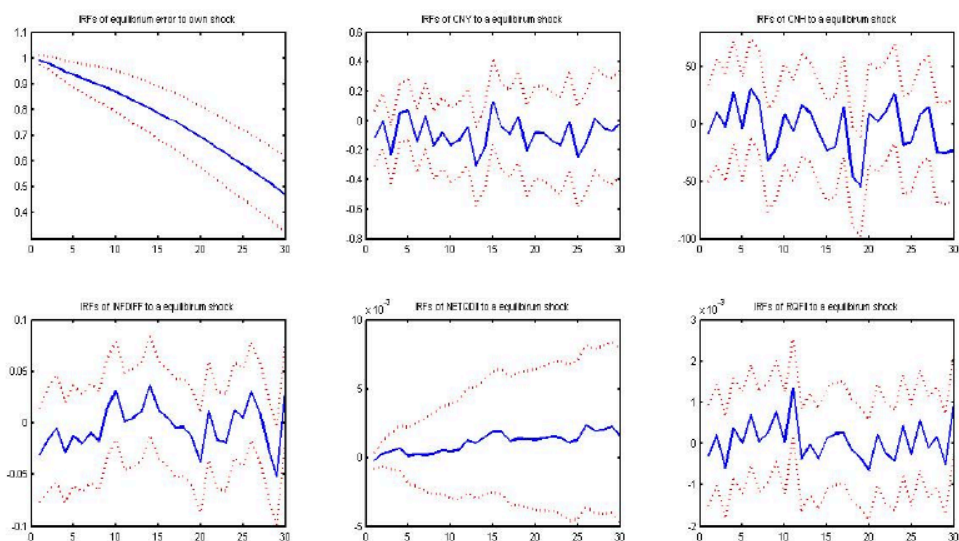 IRFs of equilibrium error to own shock
1.1
1
0.9
0.8
0.7
0.6
0.5
0.4
0 5 10 15 20 25 30
IRFs of CNY to a equilibirum shock
0.6
0.4
0.2
0
-0.2
-0.4
-0.6
-0.8
0 5 10 15 20 25 30
IRFs of CNH to a equilibirum shock
50
0
-50
-100
0 5 10 15 20 25 30
IRFs of INFDIFF to a equilibirum shock
0.1
0.05
0
-0.05
-0.1
0 5 10 15 20 25 30
IRFs of NETQDII to a equilibirum shock
x 10^-3
10
5
0
-5
0 5 10 15 20 25 30
IRFs of RQFII to a equilibirum shock
x 10^-3
3
2
1
0
-1
-2
0 5 10 15 20 25 30